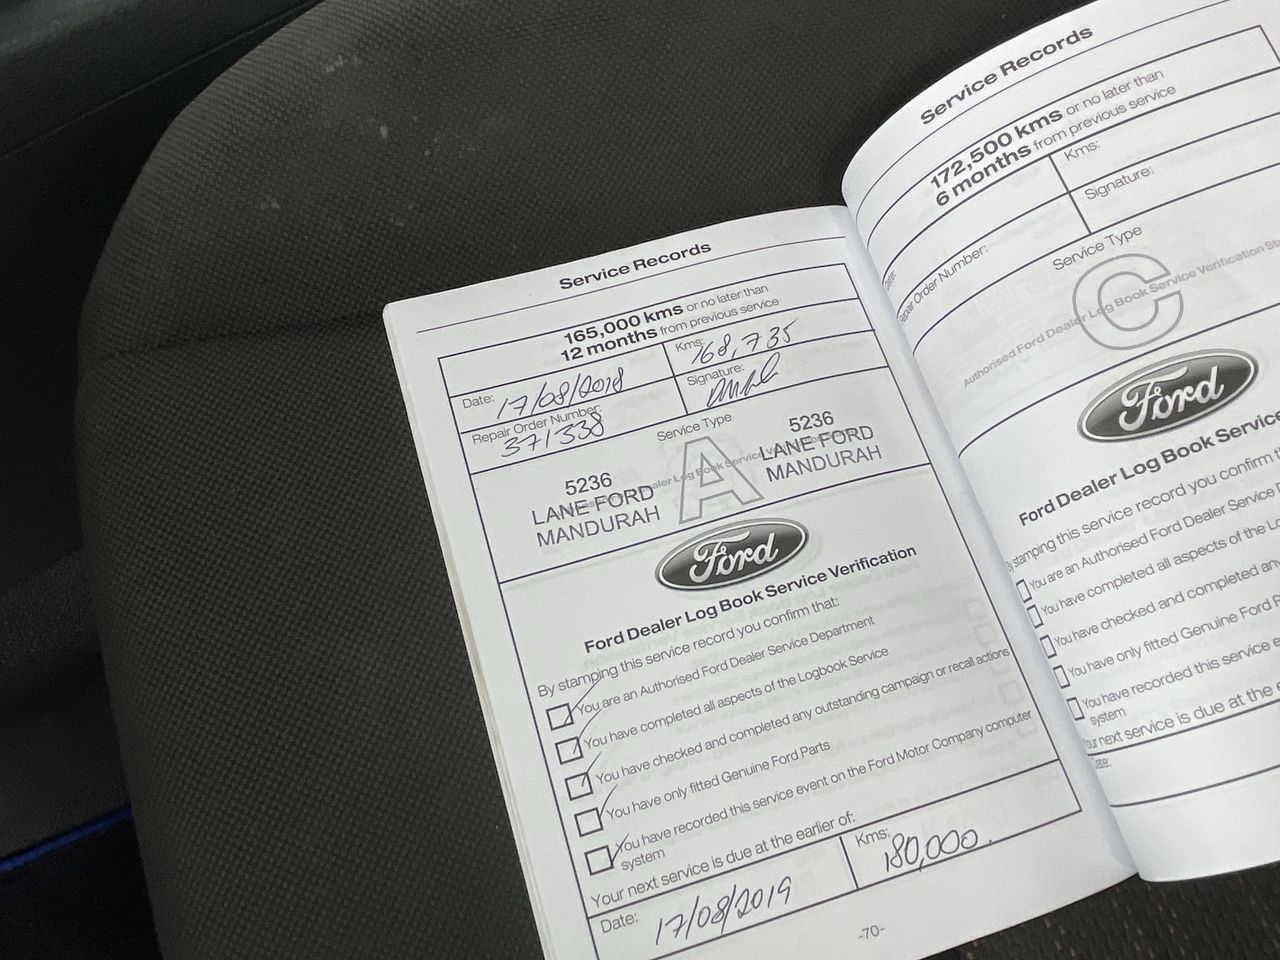 Service Records
165,000 kms or no later than
12 months from previous service
Date: 17/08/2018
Kms: 168,735
Repair Order Number: 371338
Signature:
Service Type
A
5236
LANE FORD
MANDURAH
5236
LANE FORD
MANDURAH
Ford
Ford Dealer Log Book Service Verification
By stamping this service record you confirm that:
You are an Authorised Ford Dealer Service Department
You have completed all aspects of the Logbook Service
You have checked and completed any outstanding campaign or recall actions
You have only fitted Genuine Ford Parts
You have recorded this service event on the Ford Motor Company computer
system
Your next service is due at the earlier of:
Date: 17/08/2019
Kms: 180,000.
-70-
Service Records
172,500 kms or no later than
6 months from previous service
Kms:
Repair Order Number:
Signature:
Service Type
C
Authorised Ford Dealer Log Book Service Verification
Ford
Ford Dealer Log Book Service
stamping this service record you confirm
You are an Authorised Ford Dealer Service
You have completed all aspects of the
You have checked and completed
You have only fitted Genuine Ford
You have recorded this service
system
next service is due at the